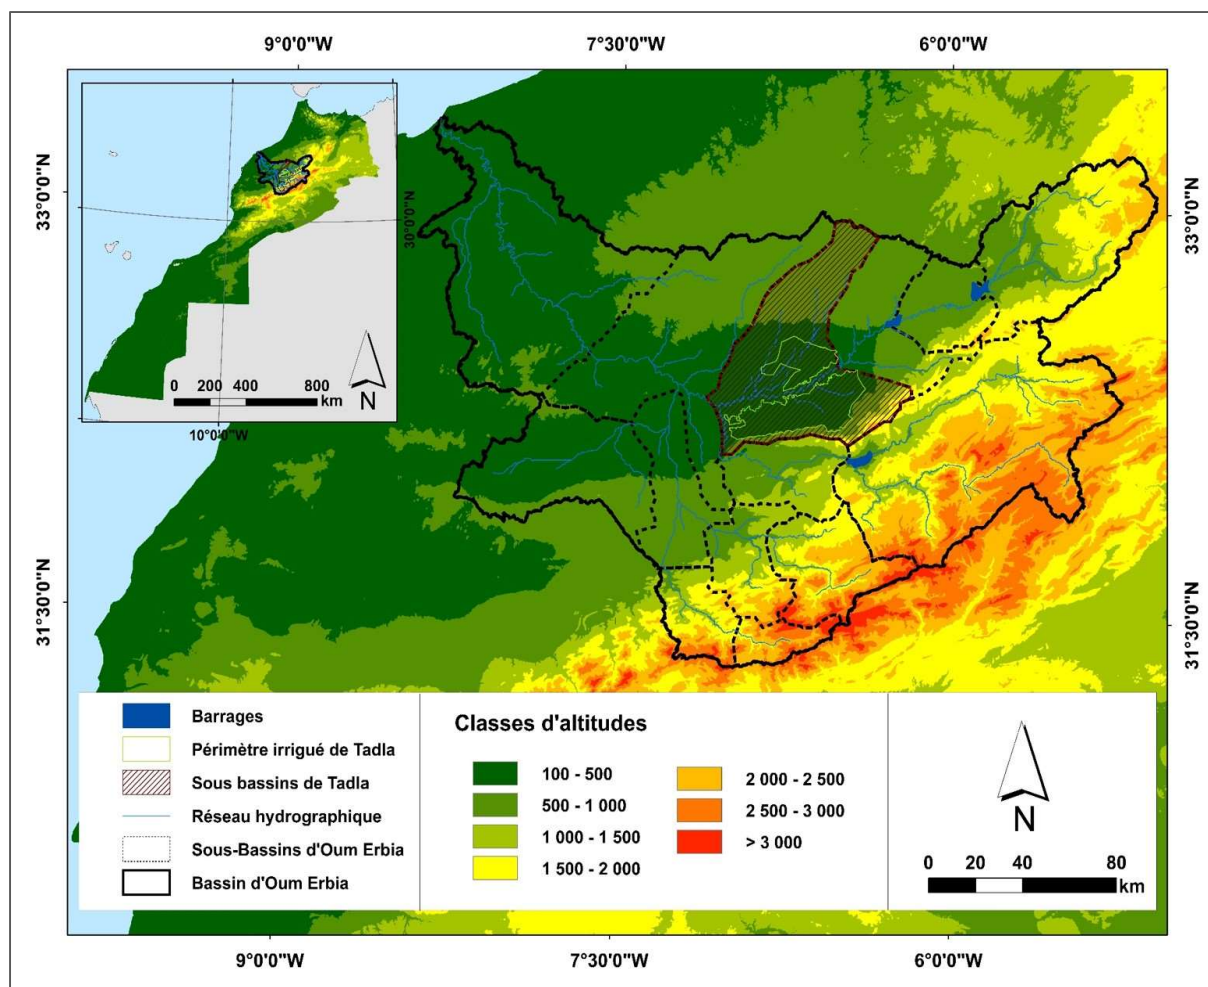 9°0'0"W 7°30'0"W 6°0'0"W
33°0'0"N
33°0'0"N
30°0'0"N
0 200 400 800
km
N
10°0'0"W
31°30'0"N
31°30'0"N
Barrages
Périmètre irrigué de Tadla
Sous bassins de Tadla
Réseau hydrographique
Sous-Bassins d'Oum Erbia
Bassin d'Oum Erbia
Classes d'altitudes
100 - 500
500 - 1 000
1 000 - 1 500
1 500 - 2 000
2 000 - 2 500
2 500 - 3 000
> 3 000
N
0 20 40 80
km
9°0'0"W 7°30'0"W 6°0'0"W